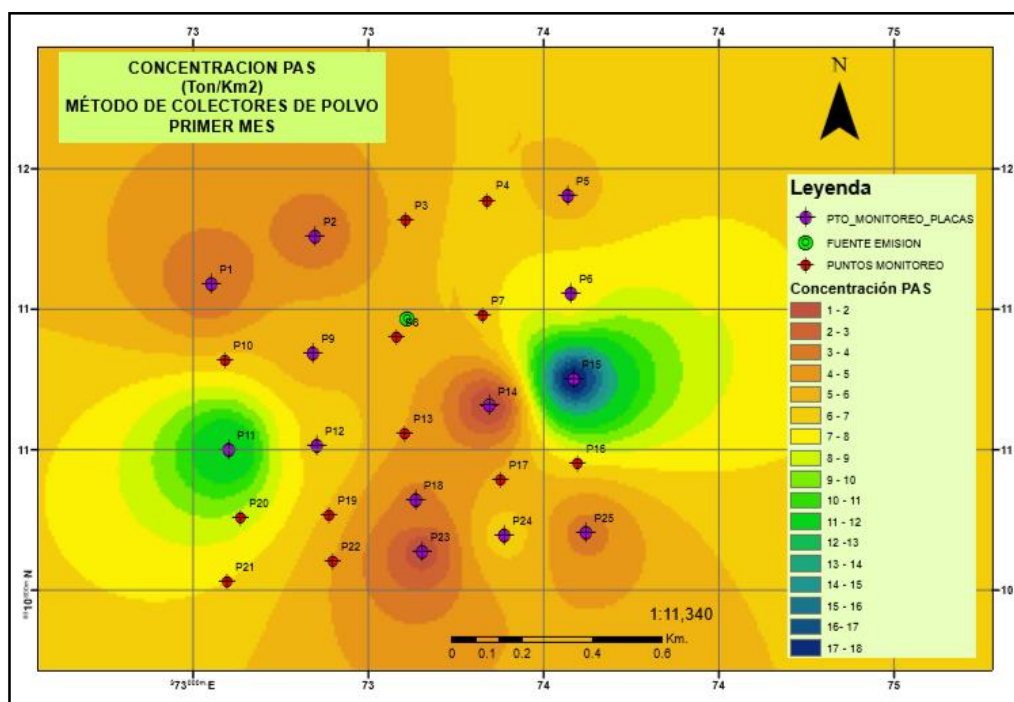 73 73 74 74 75
CONCENTRACION PAS
(Ton/Km2)
MÉTODO DE COLECTORES DE POLVO
PRIMER MES
N
12 12
P5
P4
P3
P2
P1
P6
P7
P8
P9
P10
P15
P14
P13
P11
P12
P16
P17
P18
P20
P19
P25
P24
P23
P22
P21
11 11
11 11
10 10
Leyenda
PTO_MONITOREO_PLACAS
FUENTE EMISION
PUNTOS MONITOREO
Concentración PAS
1 - 2
2 - 3
3 - 4
4 - 5
5 - 6
6 - 7
7 - 8
8 - 9
9 - 10
10 - 11
11 - 12
12 -13
13 - 14
14 - 15
15 - 16
16- 17
17 - 18
1:11,340
Km.
0 0.1 0.2 0.4 0.6
73 000m E 73 74 74 75